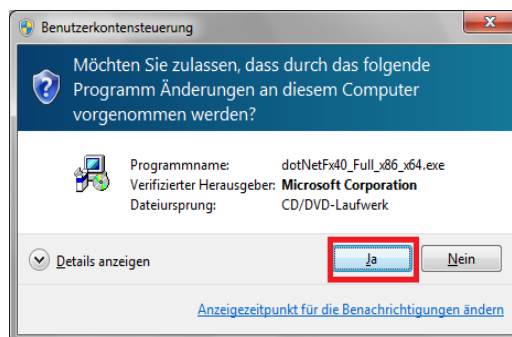 Benutzerkontensteuerung
Möchten Sie zulassen, dass durch das folgende
Programm Änderungen an diesem Computer
vorgenommen werden?
Programmname: dotNetFx40_Full_x86_x64.exe
Verifizierter Herausgeber: Microsoft Corporation
Dateiursprung: CD/DVD-Laufwerk
Details anzeigen Ja Nein
Anzeigezeitpunkt für die Benachrichtigungen ändern